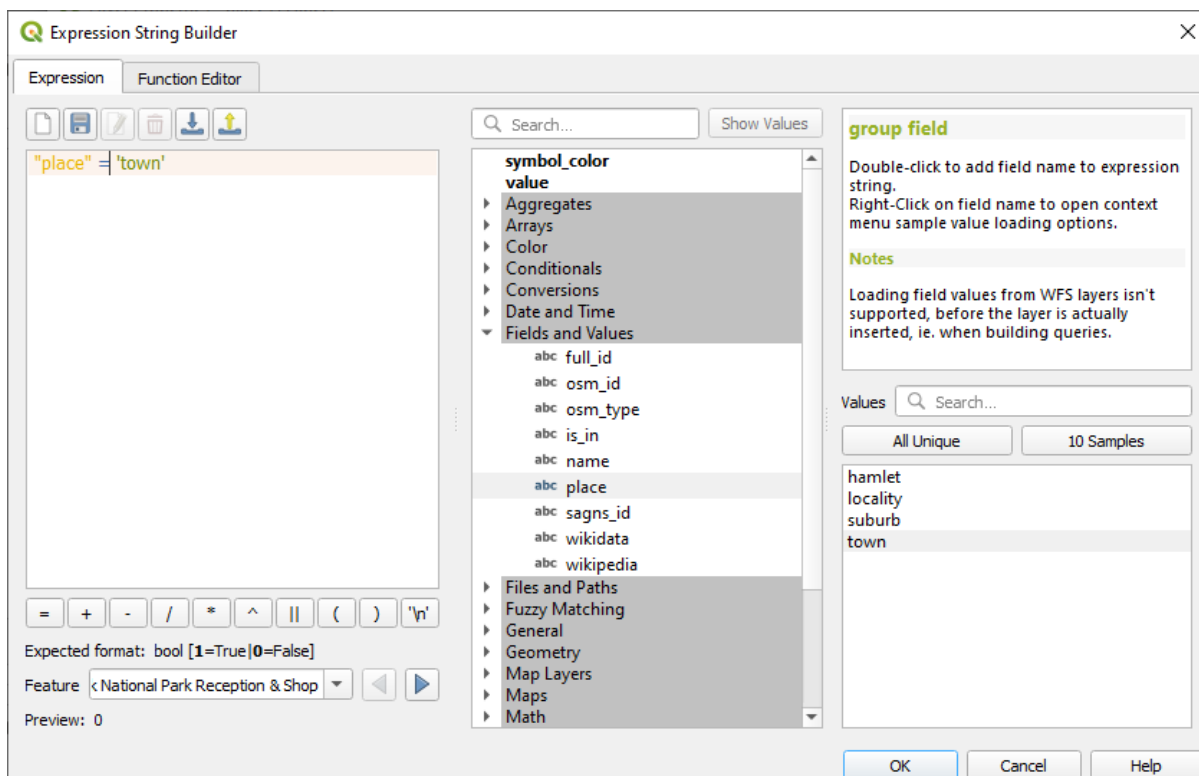 Expression String Builder
Expression
Function Editor
"place" = 'town'
= + - / * ^ || ( ) '\n'
Expected format: bool [1=True|0=False]
Feature National Park Reception & Shop
Preview: 0
Search...
Show Values
symbol_color
value
Aggregates
Arrays
Color
Conditionals
Conversions
Date and Time
Fields and Values
abc full_id
abc osm_id
abc osm_type
abc is_in
abc name
abc place
abc sagns_id
abc wikidata
abc wikipedia
Files and Paths
Fuzzy Matching
General
Geometry
Map Layers
Maps
Math
group field
Double-click to add field name to expression
string.
Right-Click on field name to open context
menu sample value loading options.
Notes
Loading field values from WFS layers isn't
supported, before the layer is actually
inserted, ie. when building queries.
Values Search...
All Unique
10 Samples
hamlet
locality
suburb
town
OK
Cancel
Help